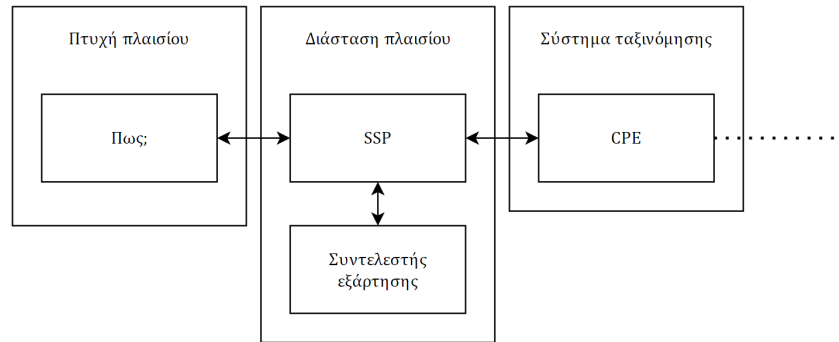 Πτυχή πλαισίου
Διάσταση πλαισίου
Σύστημα ταξινόμησης
Πως;
SSP
CPE
Συντελεστής
εξάρτησης